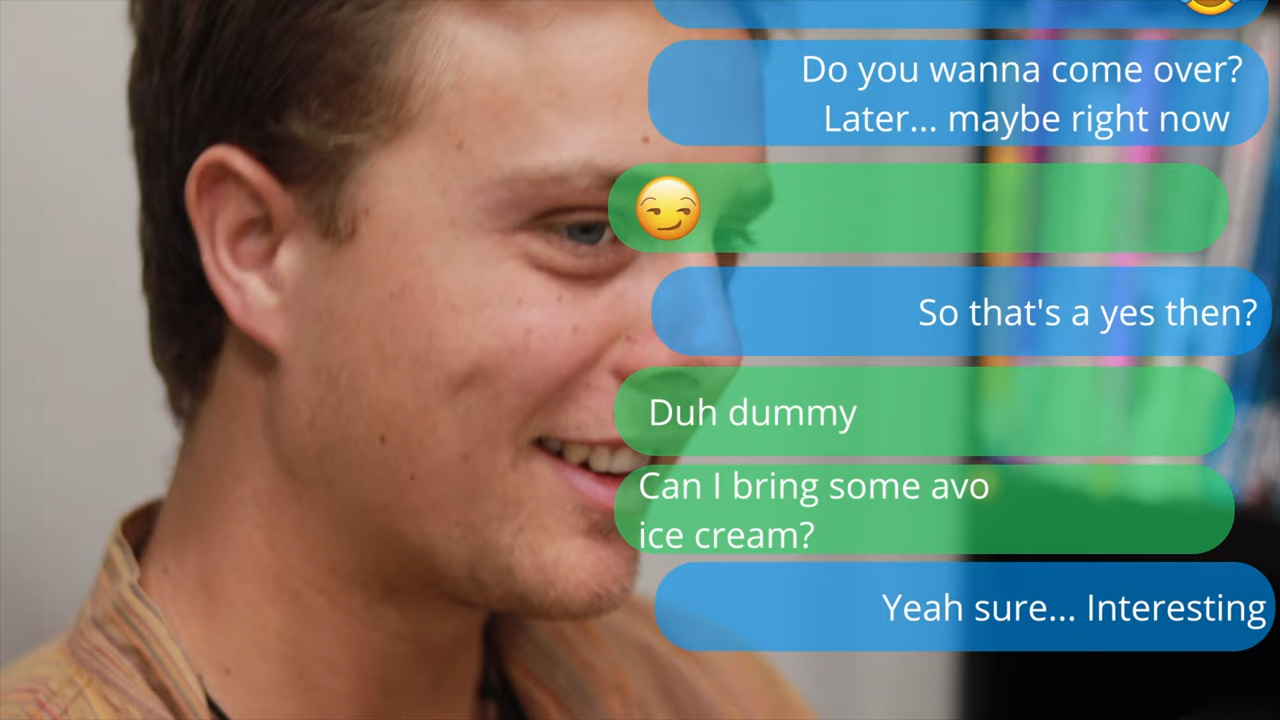 Do you wanna come over?
Later... maybe right now
So that's a yes then?
Duh dummy
Can I bring some avo
ice cream?
Yeah sure... Interesting